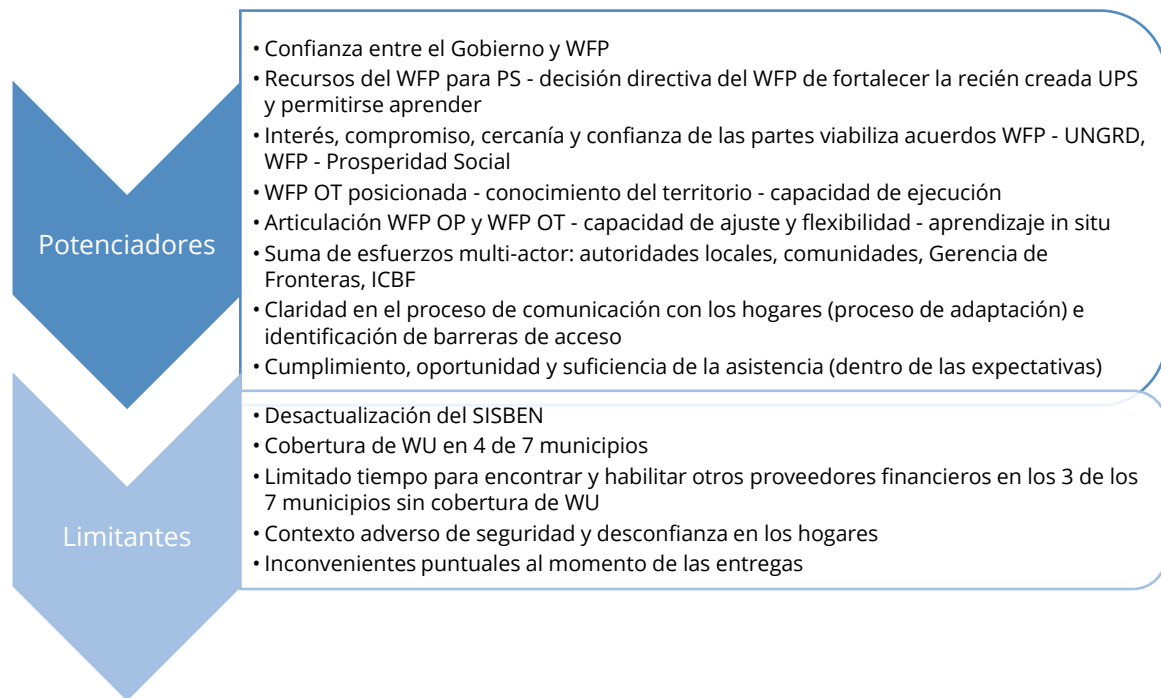 Potenciadores
• Confianza entre el Gobierno y WFP
• Recursos del WFP para PS - decisión directiva del WFP de fortalecer la recién creada UPS
y permitirse aprender
• Interés, compromiso, cercanía y confianza de las partes viabiliza acuerdos WFP - UNGRD,
WFP - Prosperidad Social
• WFP OT posicionada - conocimiento del territorio - capacidad de ejecución
• Articulación WFP OP y WFP OT - capacidad de ajuste y flexibilidad - aprendizaje in situ
• Suma de esfuerzos multi-actor: autoridades locales, comunidades, Gerencia de
Fronteras, ICBF
• Claridad en el proceso de comunicación con los hogares (proceso de adaptación) e
identificación de barreras de acceso
• Cumplimiento, oportunidad y suficiencia de la asistencia (dentro de las expectativas)
Limitantes
• Desactualización del SISBEN
• Cobertura de WU en 4 de 7 municipios
• Limitado tiempo para encontrar y habilitar otros proveedores financieros en los 3 de los
7 municipios sin cobertura de WU
• Contexto adverso de seguridad y desconfianza en los hogares
• Inconvenientes puntuales al momento de las entregas